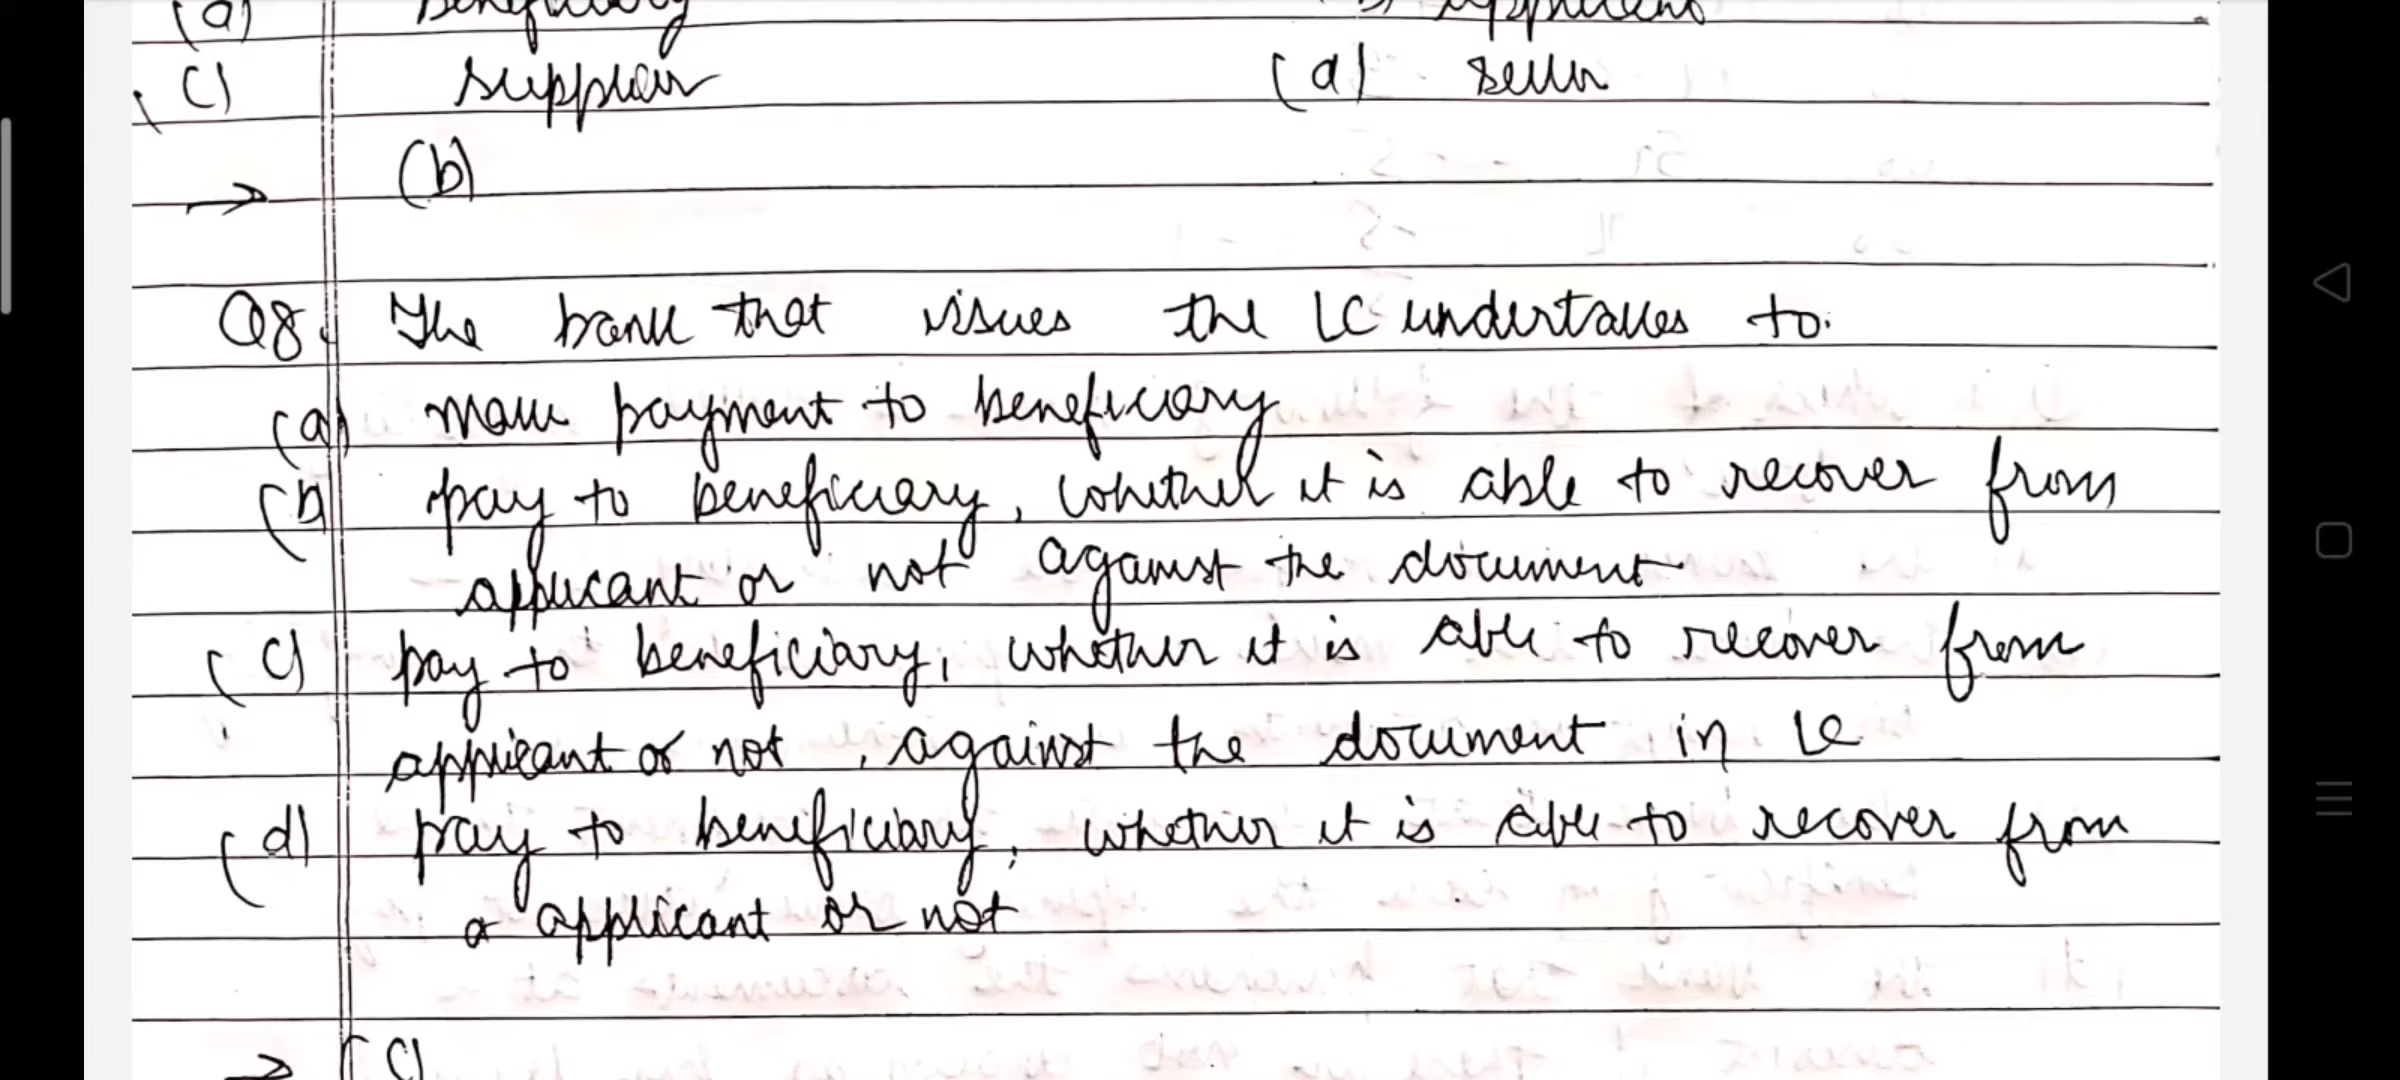 (a) beneficiary (b) applicant
(c) supplier (a) seller
→ (b)
Q8. The bank that issues the LC undertakes to.
(a) make payment to beneficiary
(b) pay to beneficiary, whether it is able to recover from
applicant or not against the document
(c) pay to beneficiary, whether it is able to recover from
applicant or not, against the document in LC
(d) pay to beneficiary, whether it is able to recover from
a applicant or not
→ (c)